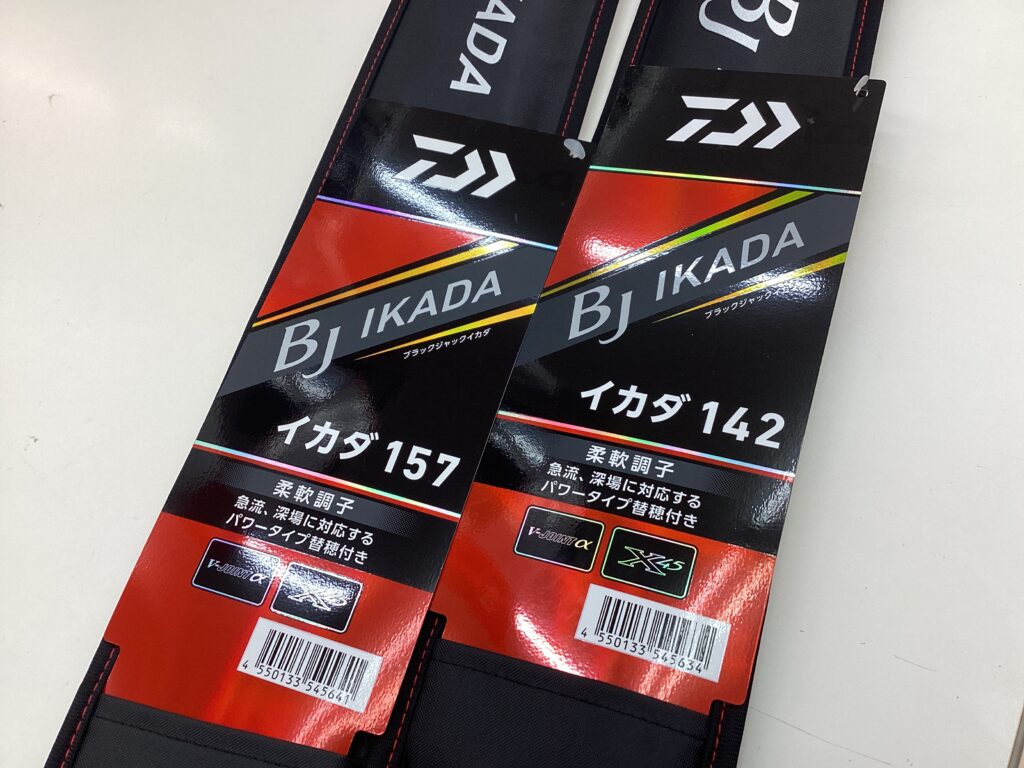 KADA
BJ
BJ IKADA
ブラックジャックイカダ
イカダ 157
柔軟調子
急流、深場に対応する
パワータイプ替穂付き
V-JOINT α
X45
4 550133 545641
BJ IKADA
ブラックジャックイカダ
イカダ 142
柔軟調子
急流、深場に対応する
パワータイプ替穂付き
V-JOINT α
X45
4 550133 545634